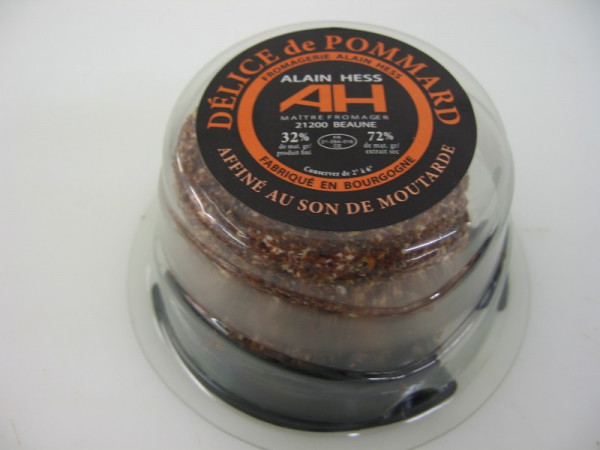 DÉLICE de POMMARD
FROMAGERIE ALAIN HESS
ALAIN HESS
AH
MAÎTRE FROMAGER
21200 BEAUNE
32% 72%
de mat. gr/ de mat. gr/
produit fini extrait sec
Conserver de 2° à 6°
FABRIQUÉ EN BOURGOGNE
AFFINÉ AU SON DE MOUTARDE